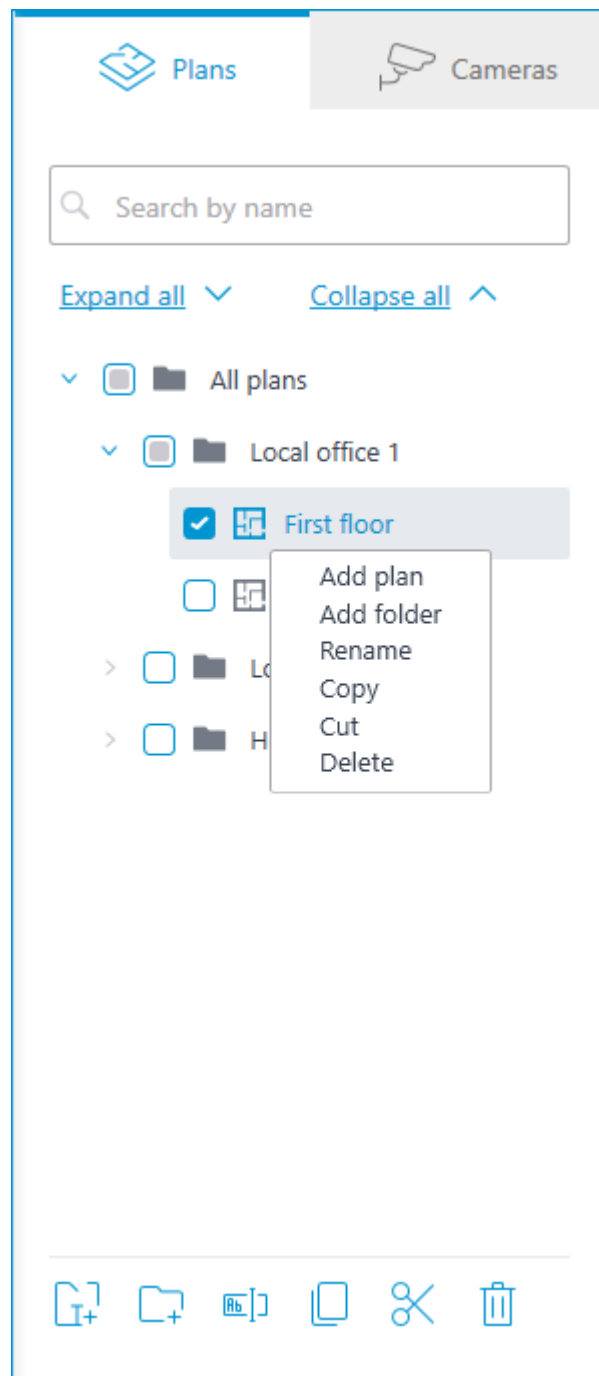 Plans
Cameras
Search by name
Expand all
Collapse all
All plans
Local office 1
First floor
Add plan
Add folder
Rename
Copy
Cut
Delete
Ab